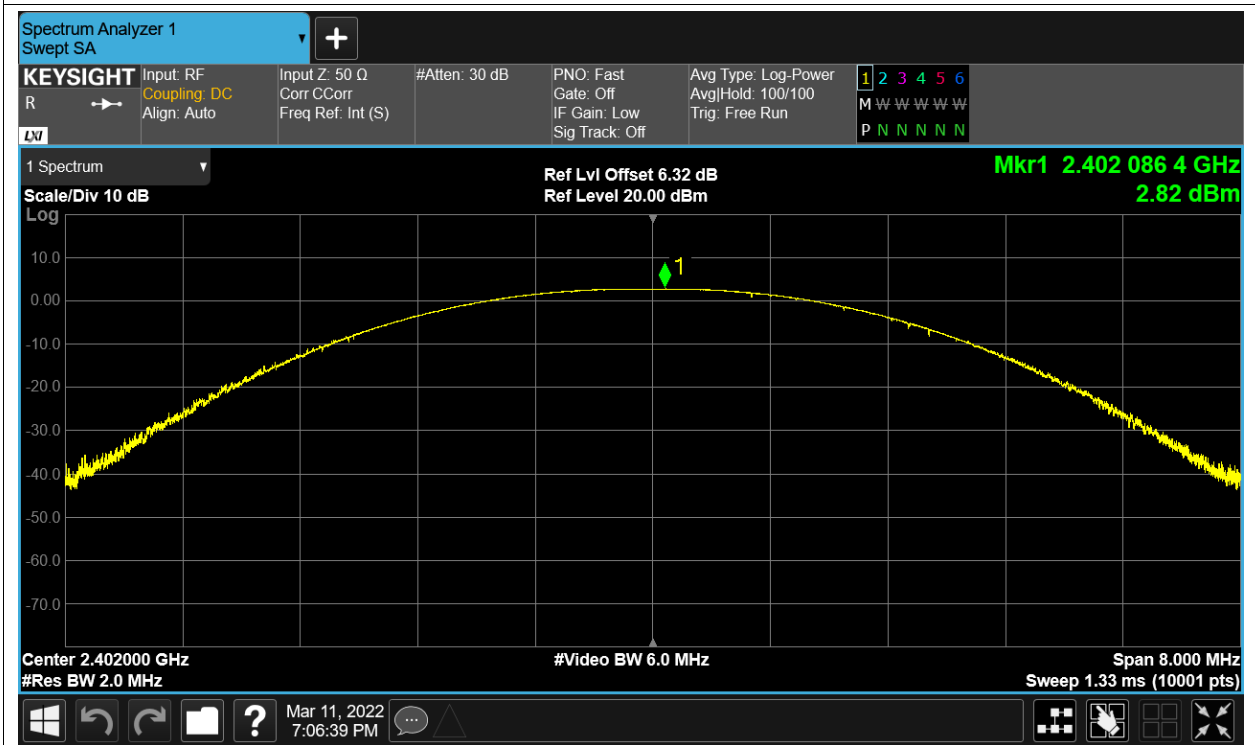 Spectrum Analyzer 1
Swept SA
KEYSIGHT
R
LXI
Input: RF
Coupling: DC
Align: Auto
Input Z: 50 Ω
Corr CCorr
Freq Ref: Int (S)
#Atten: 30 dB
PNO: Fast
Gate: Off
IF Gain: Low
Sig Track: Off
Avg Type: Log-Power
Avg|Hold: 100/100
Trig: Free Run
1 2 3 4 5 6
M W W W W W W
P N N N N N N
1 Spectrum
Scale/Div 10 dB
Log
Ref Lvl Offset 6.32 dB
Ref Level 20.00 dBm
Mkr1 2.402 086 4 GHz
2.82 dBm
1
10.0
0.00
-10.0
-20.0
-30.0
-40.0
-50.0
-60.0
-70.0
Center 2.402000 GHz
#Res BW 2.0 MHz
#Video BW 6.0 MHz
Span 8.000 MHz
Sweep 1.33 ms (10001 pts)
?
Mar 11, 2022
7:06:39 PM